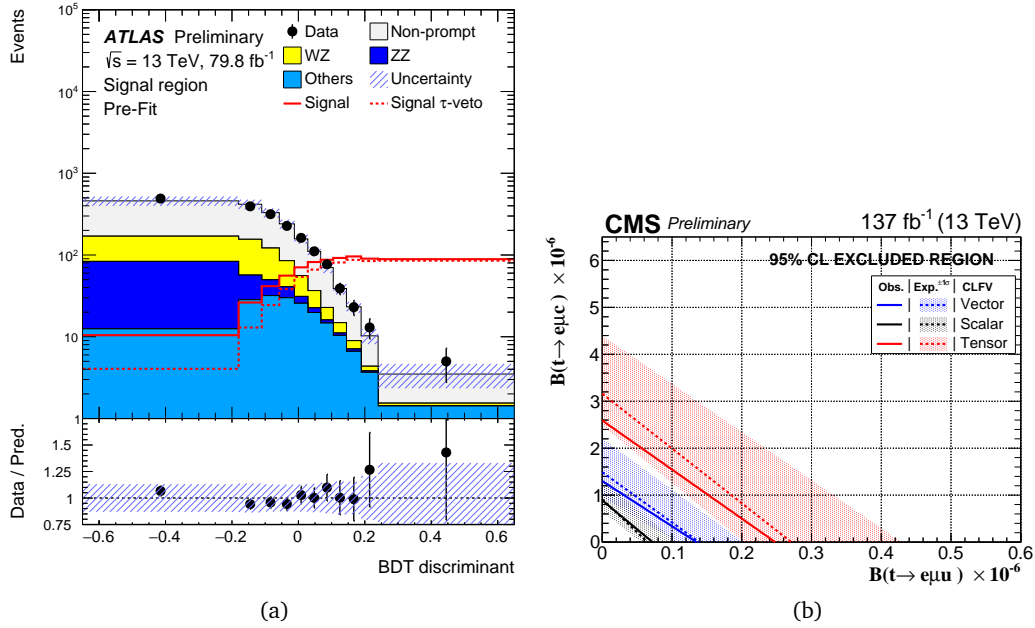 Events
10⁵
10⁴
10³
10²
10
1
ATLAS Preliminary
√s = 13 TeV, 79.8 fb⁻¹
Signal region
Pre-Fit
Data
Non-prompt
WZ
ZZ
Others
Uncertainty
Signal
Signal τ-veto
Data / Pred.
1.5
1.25
1
0.75
−0.6 −0.4 −0.2 0 0.2 0.4 0.6
BDT discriminant
(a)
CMS Preliminary 137 fb⁻¹ (13 TeV)
95% CL EXCLUDED REGION
Obs. | Exp.±1σ | CLFV
Vector
Scalar
Tensor
B(t→ eμc) × 10⁻⁶
6
5
4
3
2
1
0
0 0.1 0.2 0.3 0.4 0.5 0.6
B(t→ eμu) × 10⁻⁶
(b)